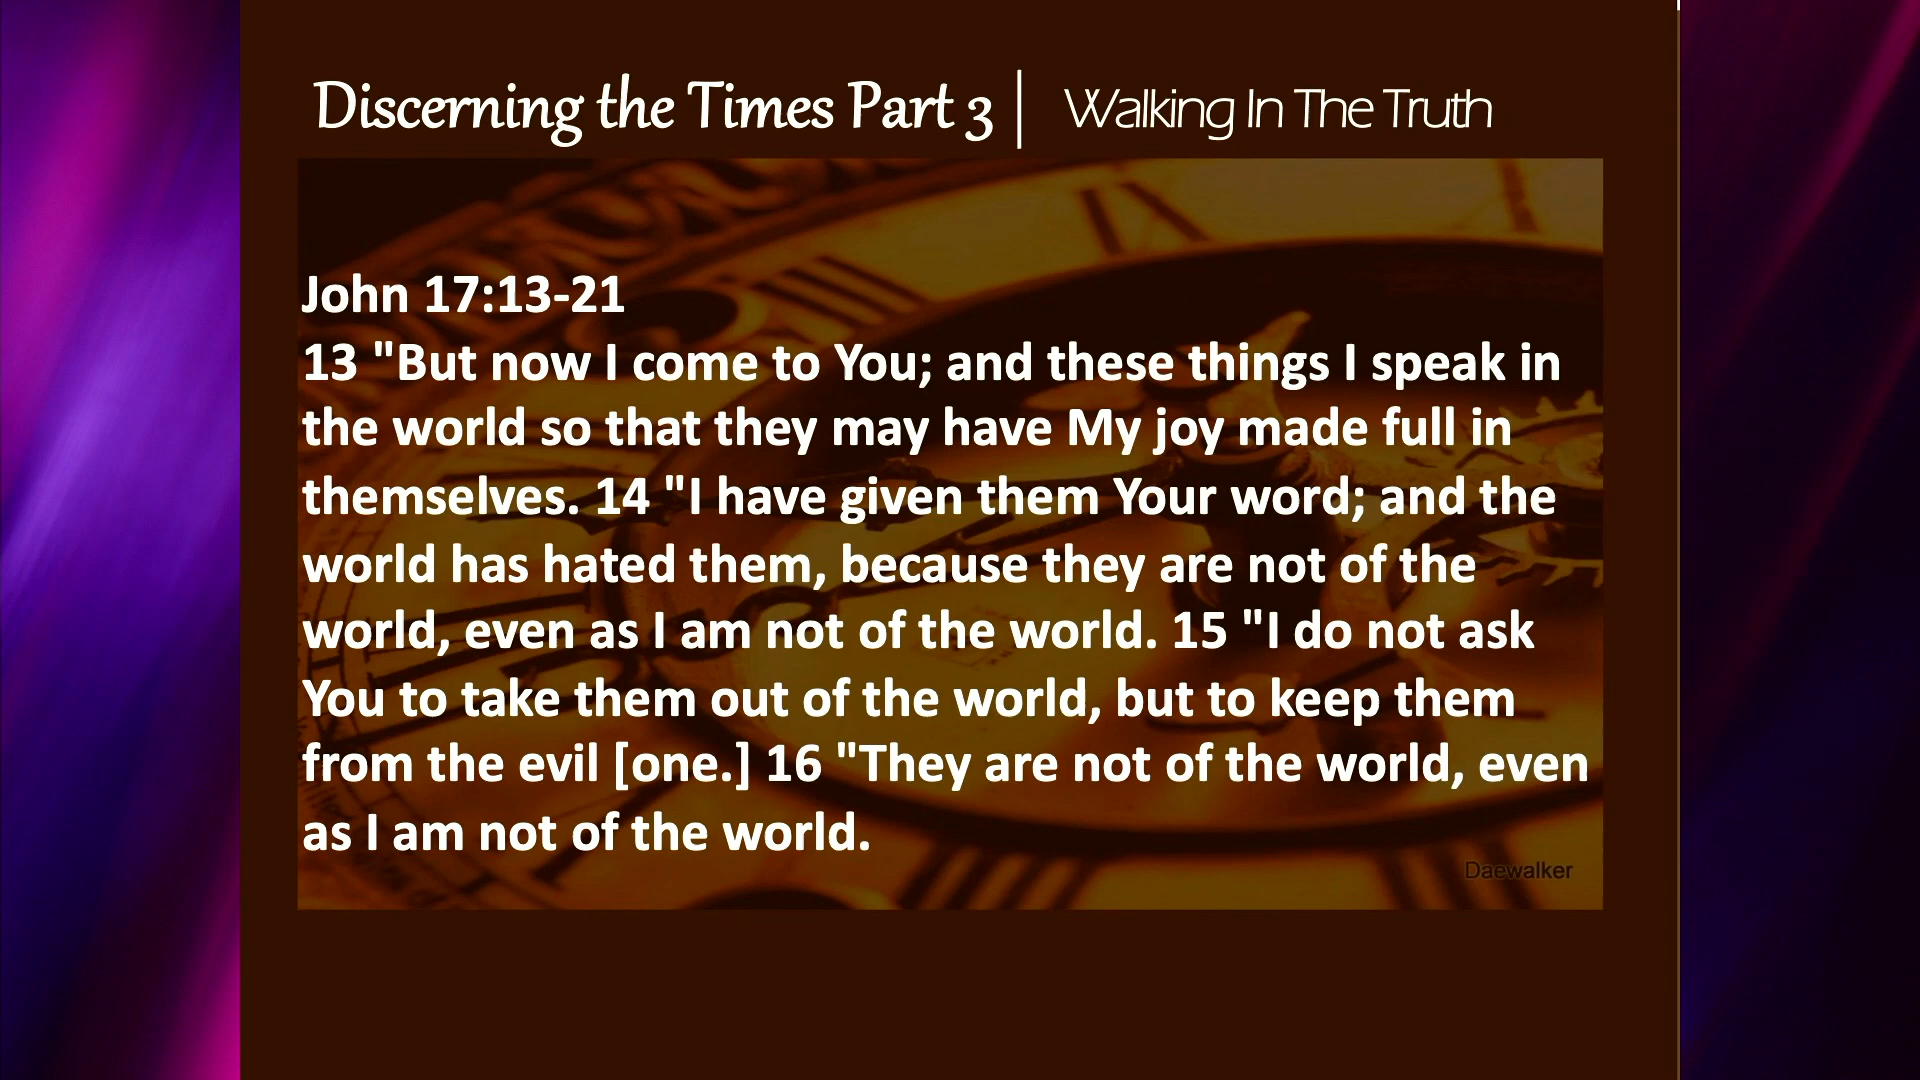 Discerning the Times Part 3 | Walking In The Truth
John 17:13-21
13 "But now I come to You; and these things I speak in
the world so that they may have My joy made full in
themselves. 14 "I have given them Your word; and the
world has hated them, because they are not of the
world, even as I am not of the world. 15 "I do not ask
You to take them out of the world, but to keep them
from the evil [one.] 16 "They are not of the world, even
as I am not of the world.
Daewalker